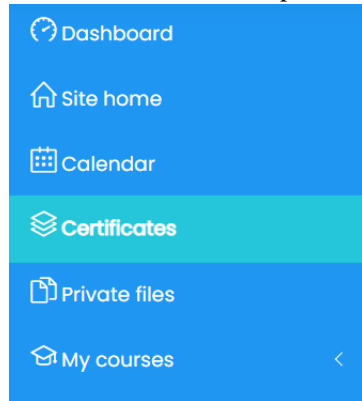 Dashboard
Site home
Calendar
Certificates
Private files
My courses